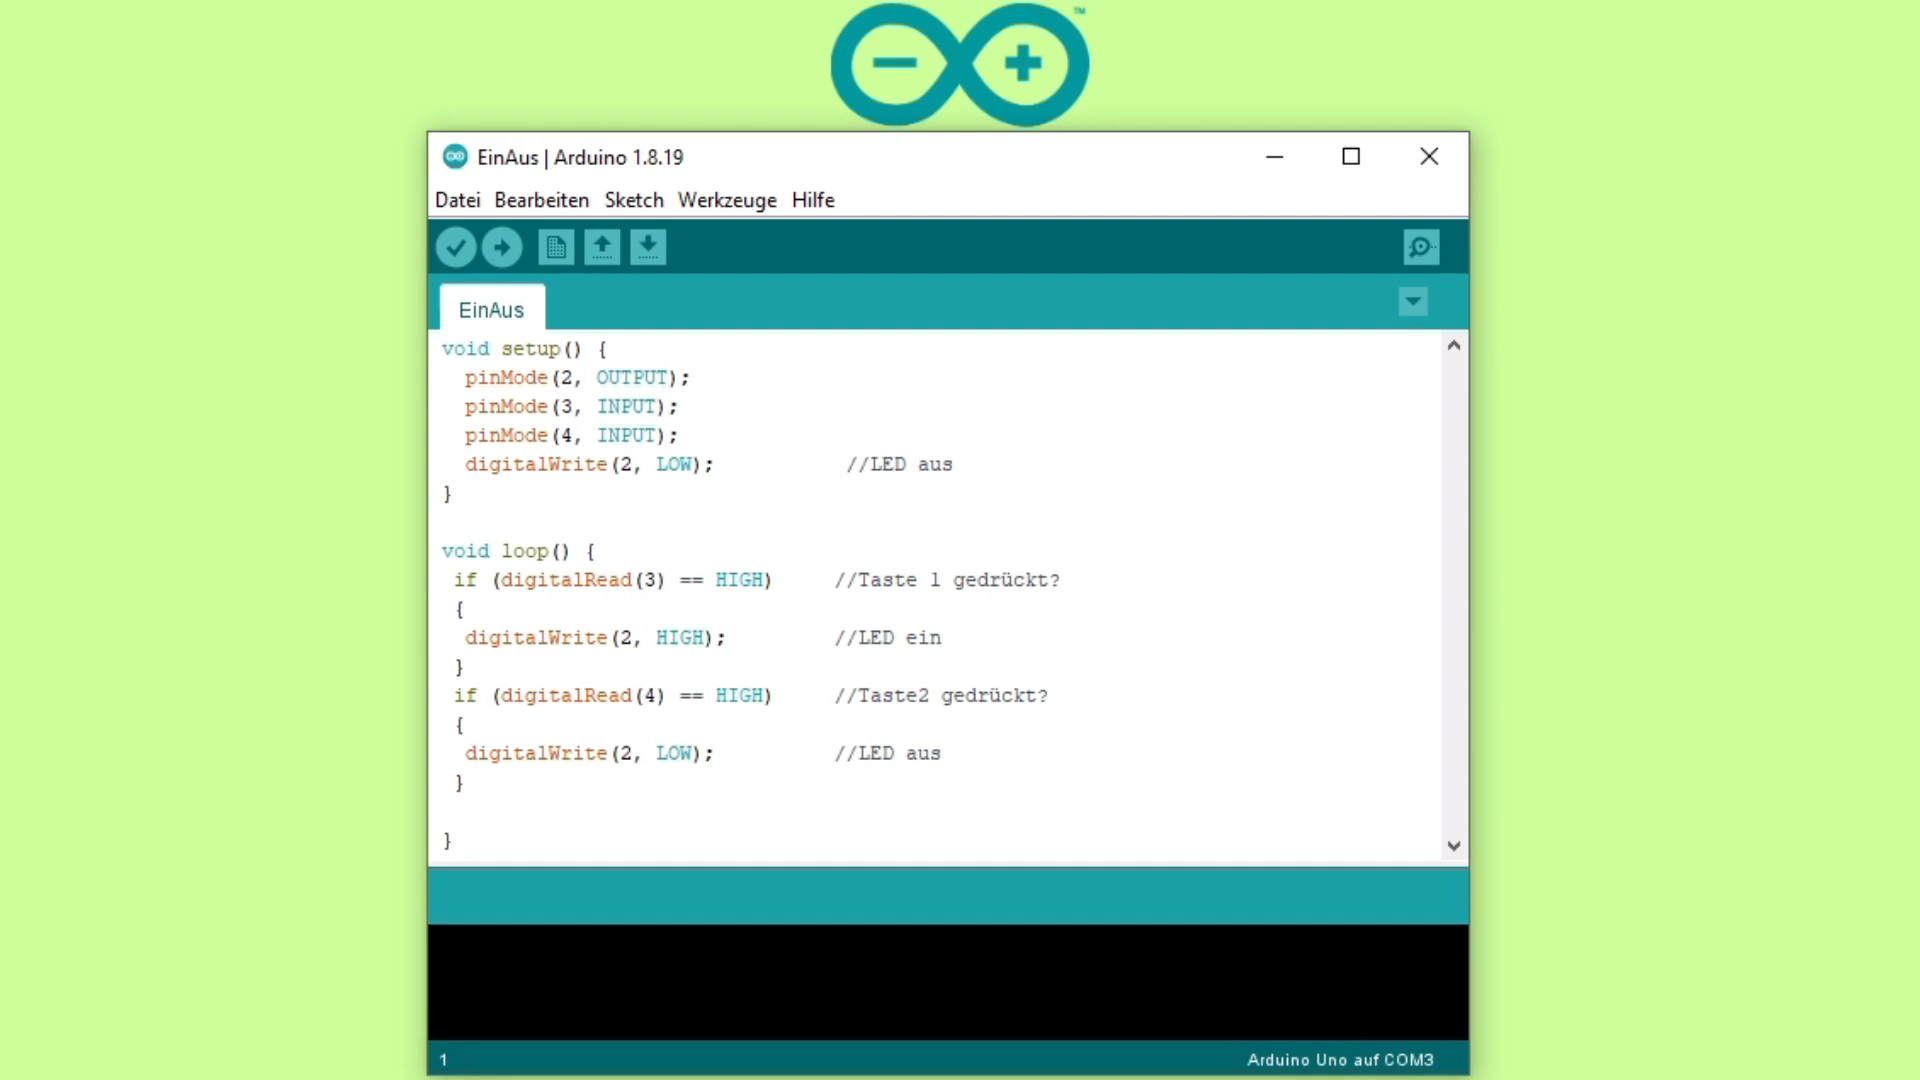 TM
EinAus | Arduino 1.8.19
Datei Bearbeiten Sketch Werkzeuge Hilfe
EinAus
void setup() {
  pinMode(2, OUTPUT);
  pinMode(3, INPUT);
  pinMode(4, INPUT);
  digitalWrite(2, LOW);           //LED aus
}
void loop() {
 if (digitalRead(3) == HIGH)     //Taste 1 gedrückt?
 {
  digitalWrite(2, HIGH);         //LED ein
 }
 if (digitalRead(4) == HIGH)     //Taste2 gedrückt?
 {
  digitalWrite(2, LOW);          //LED aus
 }
}
1 Arduino Uno auf COM3